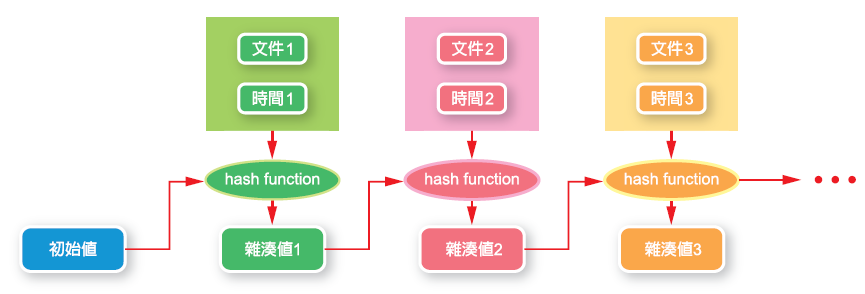 文件1
文件2
文件3
時間1
時間2
時間3
hash function
hash function
hash function
初始值
雜湊值1
雜湊值2
雜湊值3